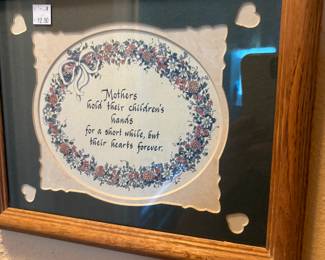 Mothers
hold their children's
hands
for a short while, but
their hearts forever.